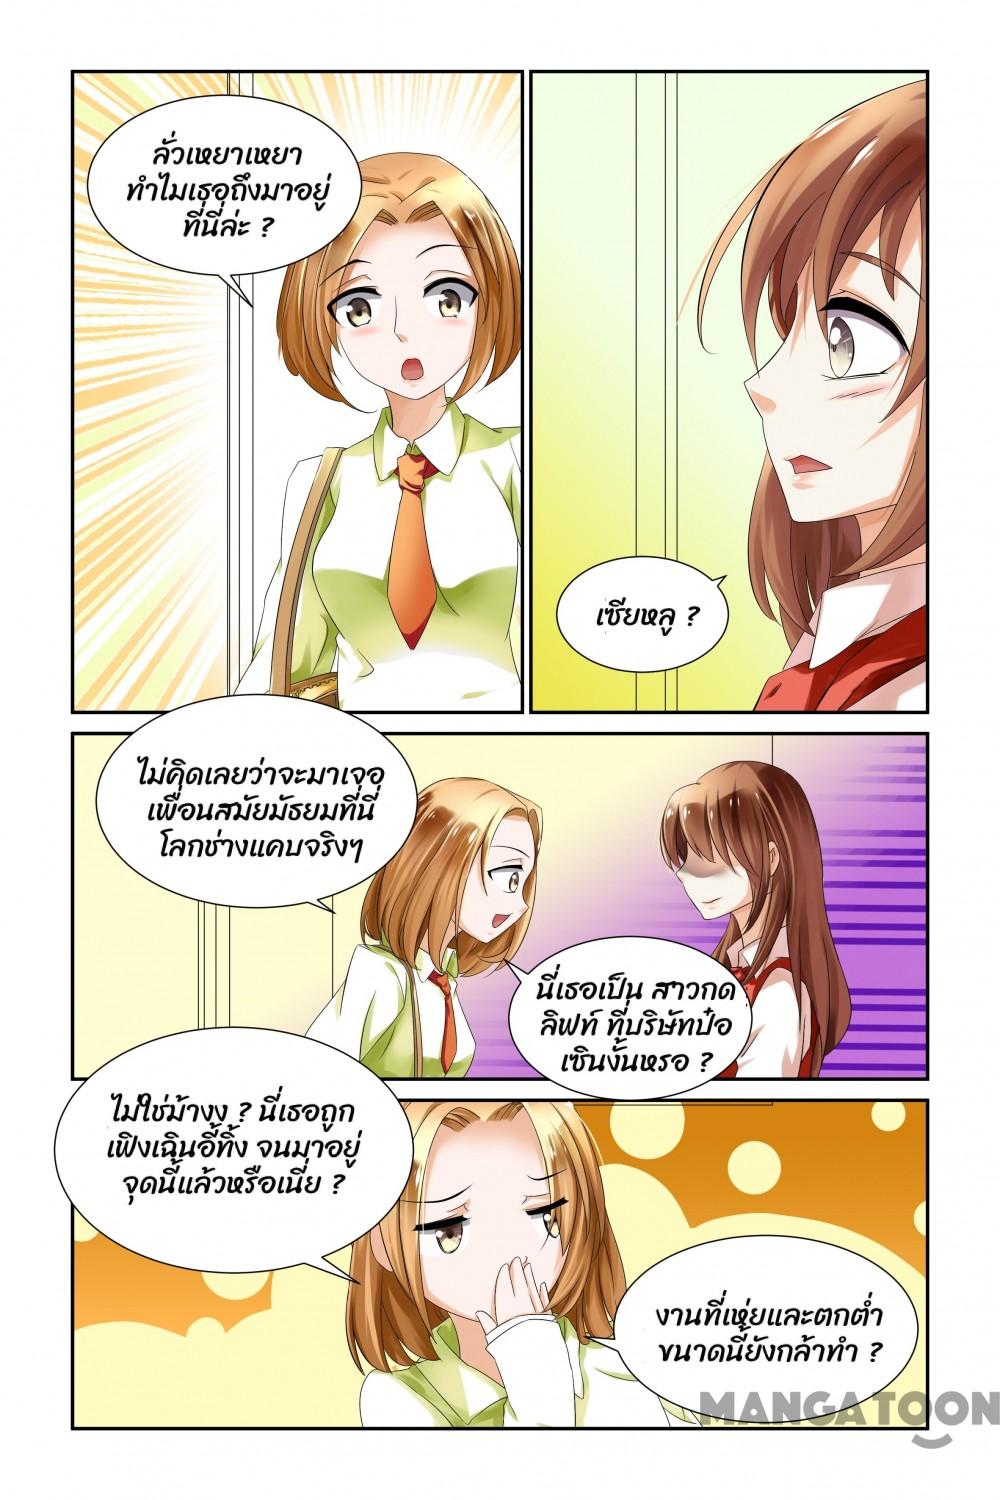 ลั่วเหยาเหยา
ทำไมเธอถึงมาอยู่
ที่นี่ล่ะ ?
เซียหลู ?
ไม่คิดเลยว่าจะมาเจอ
เพื่อนสมัยมัธยมที่นี่
โลกช่างแคบจริงๆ
นี่เธอเป็น สาวกด
ลิฟท์ ที่บริษัทป๋อ
เซินงั้นหรอ ?
ไม่ใช่ม้างง ? นี่เธอถูก
เฟิงเฉินอี้ทิ้ง จนมาอยู่
จุดนี้แล้วหรือเนี่ย ?
งานที่เห่ยและตกต่ำ
ขนาดนี้ยังกล้าทำ ?
MANGATOON